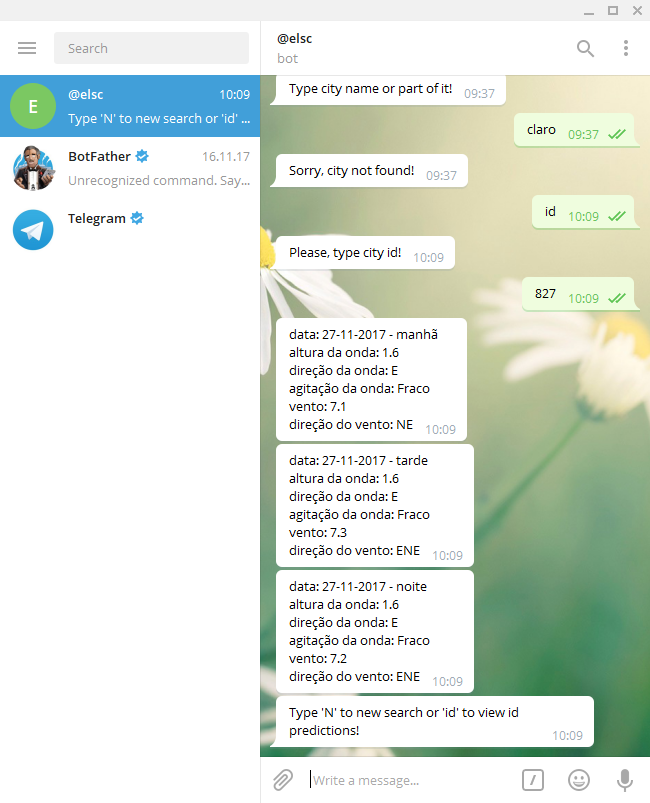 Search
@elsc
bot
E
@elsc 10:09
Type 'N' to new search or 'id' ...
BotFather 16.11.17
Unrecognized command. Say...
Telegram
Type city name or part of it! 09:37
claro 09:37
Sorry, city not found! 09:37
id 10:09
Please, type city id! 10:09
827 10:09
data: 27-11-2017 - manhã
altura da onda: 1.6
direção da onda: E
agitação da onda: Fraco
vento: 7.1
direção do vento: NE 10:09
data: 27-11-2017 - tarde
altura da onda: 1.6
direção da onda: E
agitação da onda: Fraco
vento: 7.3
direção do vento: ENE 10:09
data: 27-11-2017 - noite
altura da onda: 1.6
direção da onda: E
agitação da onda: Fraco
vento: 7.2
direção do vento: ENE 10:09
Type 'N' to new search or 'id' to view id
predictions! 10:09
Write a message...